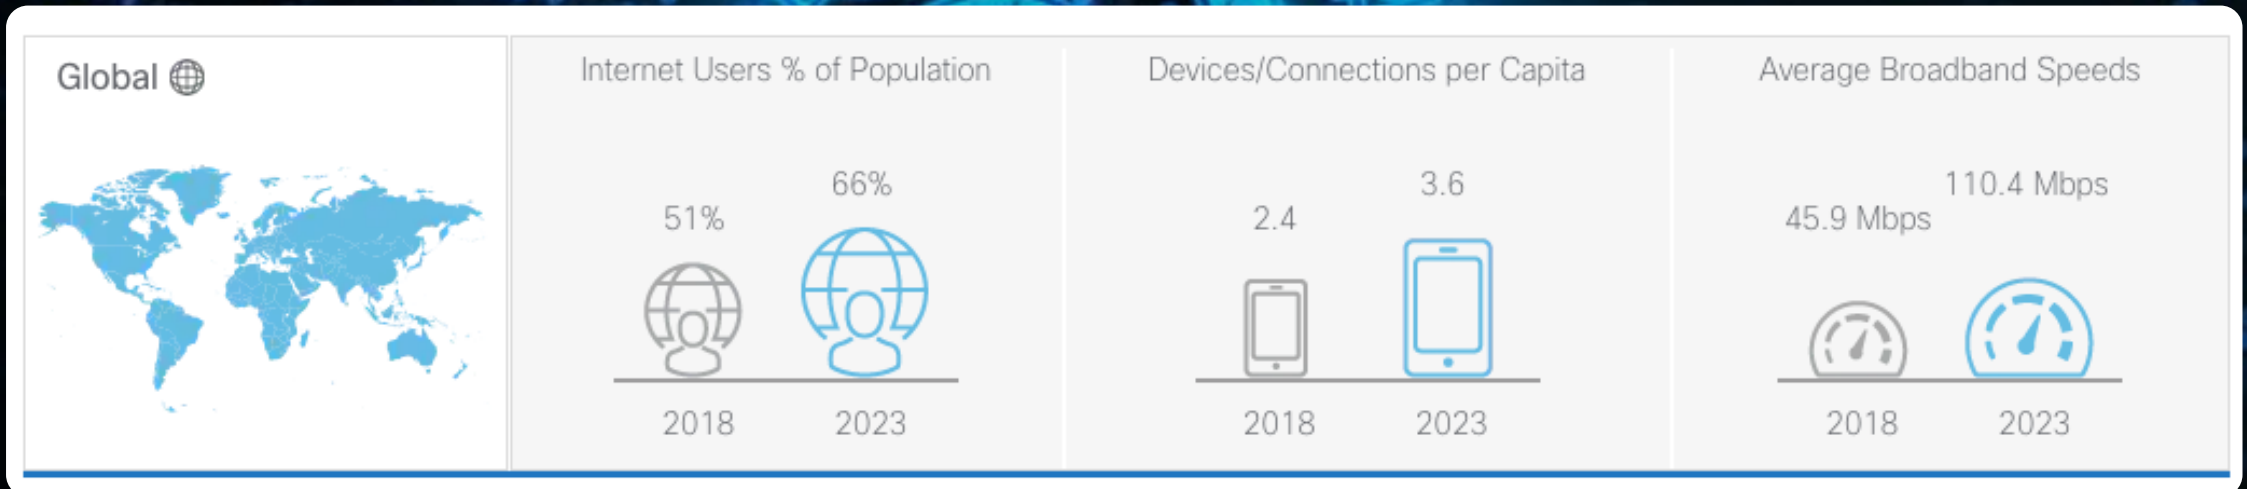 Global
Internet Users % of Population
51%
66%
2018
2023
Devices/Connections per Capita
2.4
3.6
2018
2023
Average Broadband Speeds
45.9 Mbps
110.4 Mbps
2018
2023